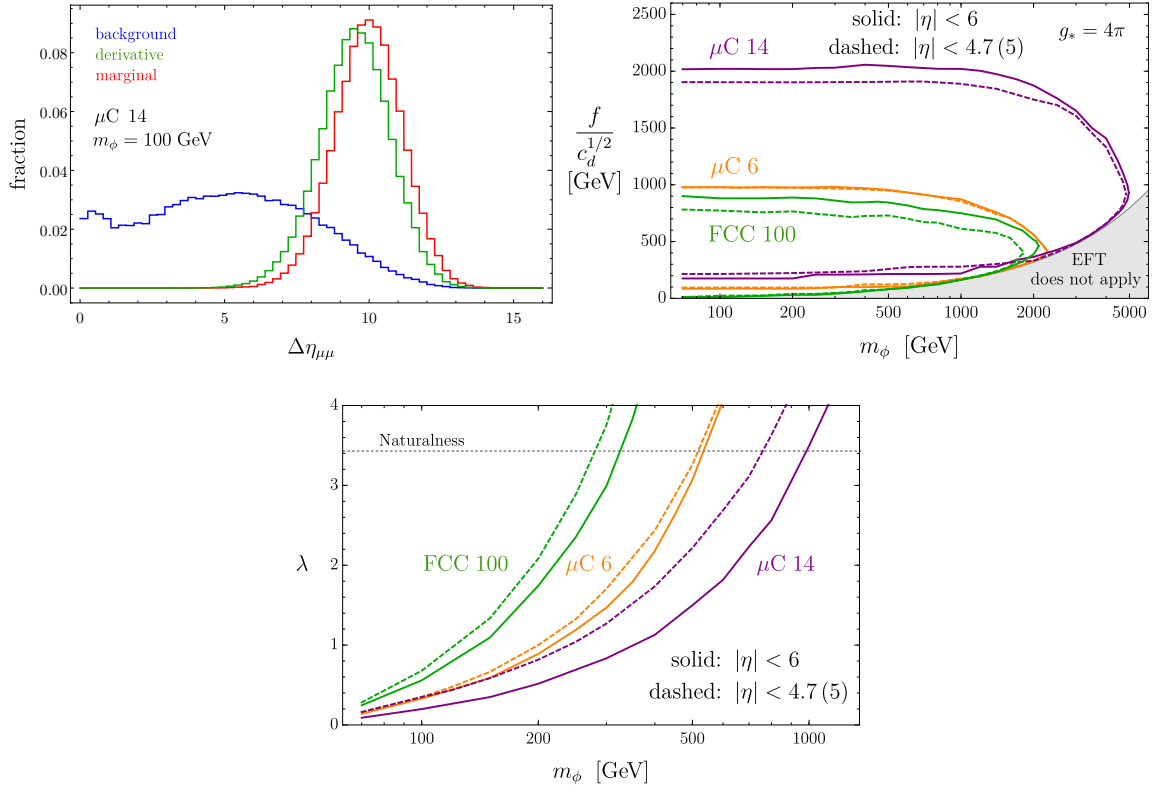 background
derivative
marginal
μC 14
m_ϕ = 100 GeV
fraction
0.00
0.02
0.04
0.06
0.08
0
5
10
15
Δη_μμ
solid: |η| < 6
dashed: |η| < 4.7 (5)
g_* = 4π
μC 14
μC 6
FCC 100
EFT
does not apply
f
c_d^{1/2}
[GeV]
0
500
1000
1500
2000
2500
100
200
500
1000
2000
5000
m_ϕ [GeV]
Naturalness
FCC 100
μC 6
μC 14
solid: |η| < 6
dashed: |η| < 4.7 (5)
λ
0
1
2
3
4
100
200
500
1000
m_ϕ [GeV]